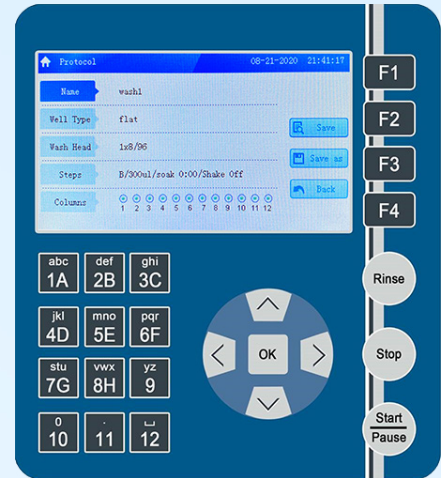 Protocol 08-21-2020 21:41:17
Name wash1
Well Type flat
Save
Wash Head 1x8/96
Save as
Steps B/300ul/soak 0:00/Shake Off
Back
Columns 1 2 3 4 5 6 7 8 9 10 11 12
F1
F2
F3
F4
abc def ghi
1A 2B 3C
jkl mno pqr
4D 5E 6F
stu vwx yz
7G 8H 9
0 .
10 11 12
OK
Rinse
Stop
Start
Pause